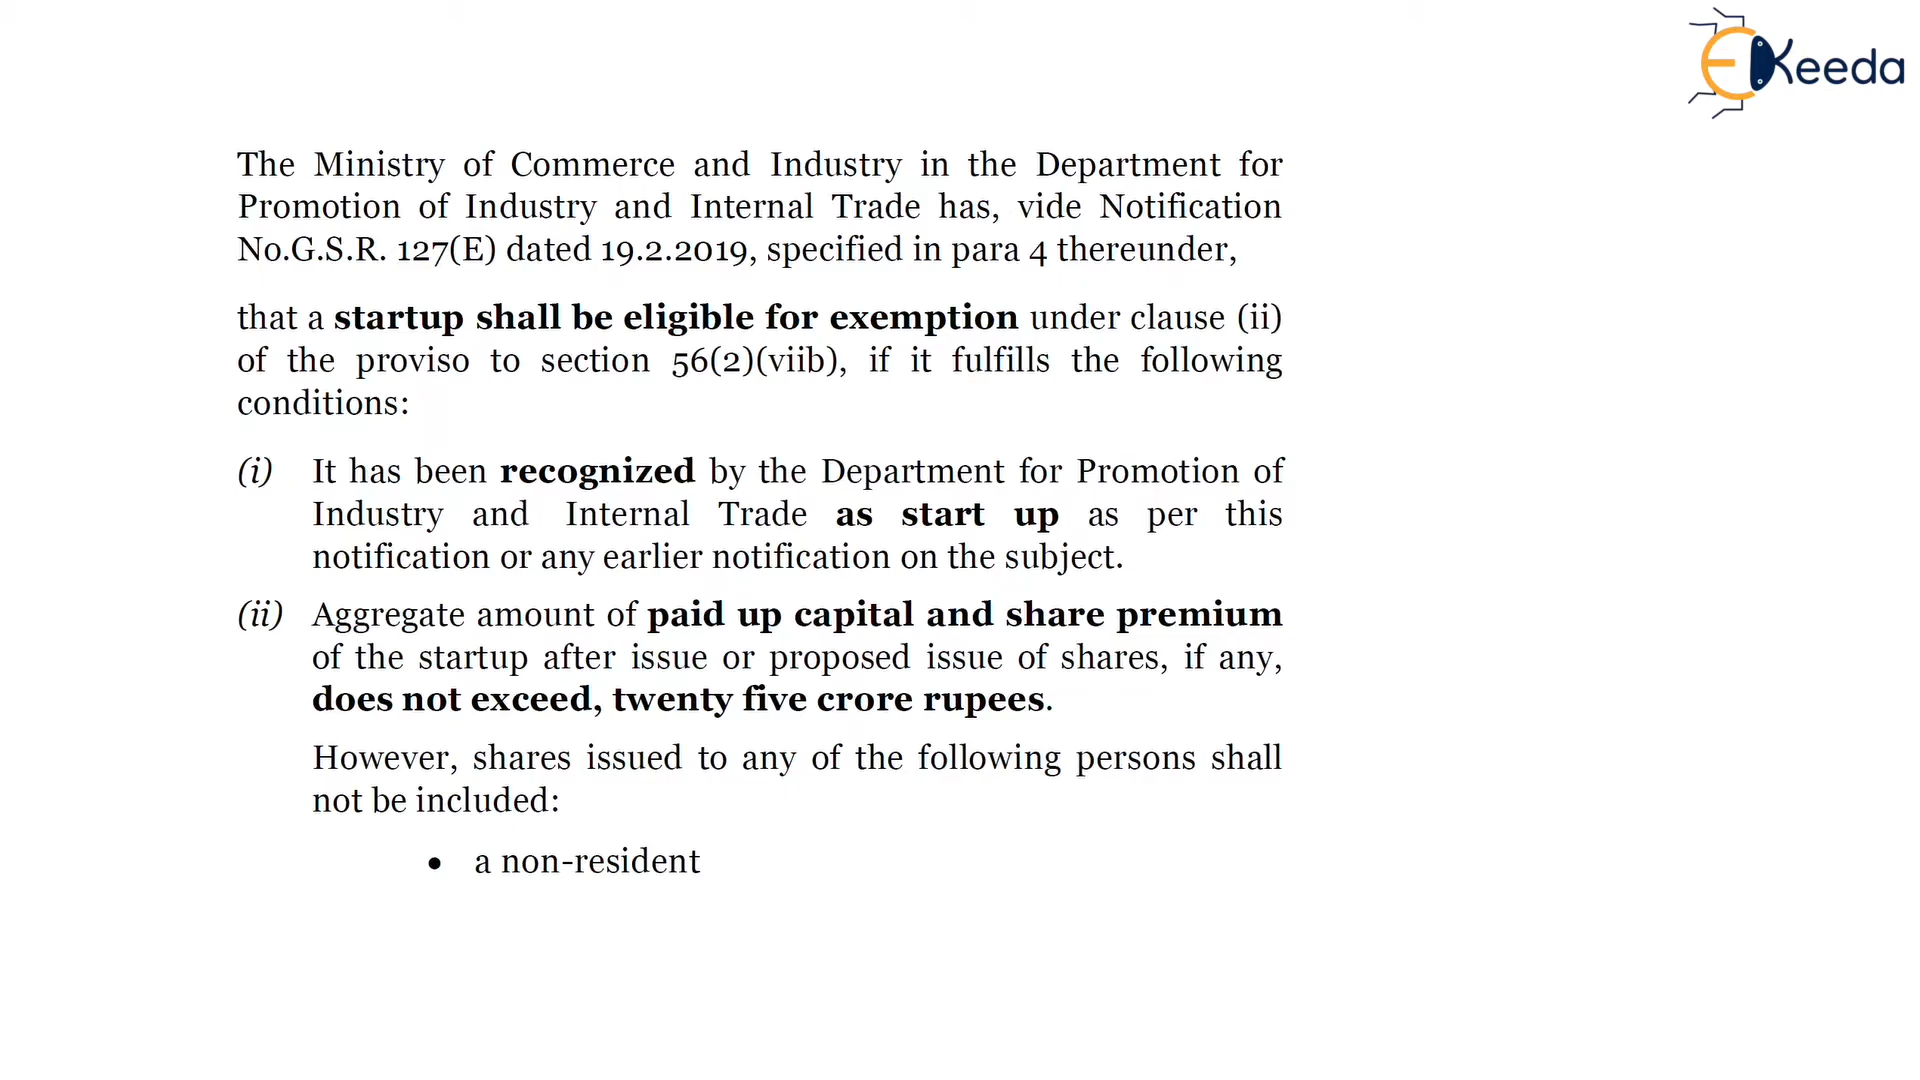 EKeeda
The Ministry of Commerce and Industry in the Department for
Promotion of Industry and Internal Trade has, vide Notification
No.G.S.R. 127(E) dated 19.2.2019, specified in para 4 thereunder,
that a startup shall be eligible for exemption under clause (ii)
of the proviso to section 56(2)(viib), if it fulfills the following
conditions:
(i) It has been recognized by the Department for Promotion of
Industry and Internal Trade as start up as per this
notification or any earlier notification on the subject.
(ii) Aggregate amount of paid up capital and share premium
of the startup after issue or proposed issue of shares, if any,
does not exceed, twenty five crore rupees.
However, shares issued to any of the following persons shall
not be included:
• a non-resident